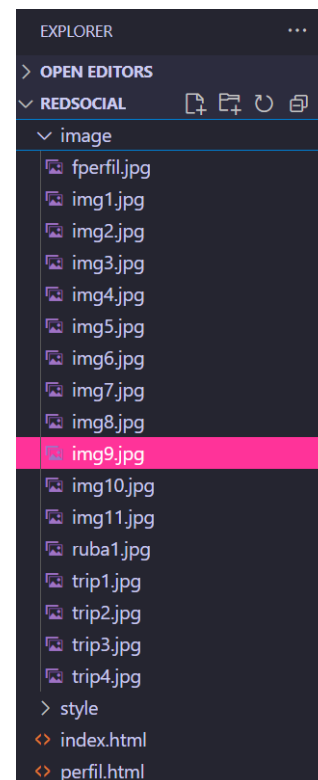 EXPLORER
OPEN EDITORS
REDSOCIAL
image
fperfil.jpg
img1.jpg
img2.jpg
img3.jpg
img4.jpg
img5.jpg
img6.jpg
img7.jpg
img8.jpg
img9.jpg
img10.jpg
img11.jpg
ruba1.jpg
trip1.jpg
trip2.jpg
trip3.jpg
trip4.jpg
style
index.html
perfil.html